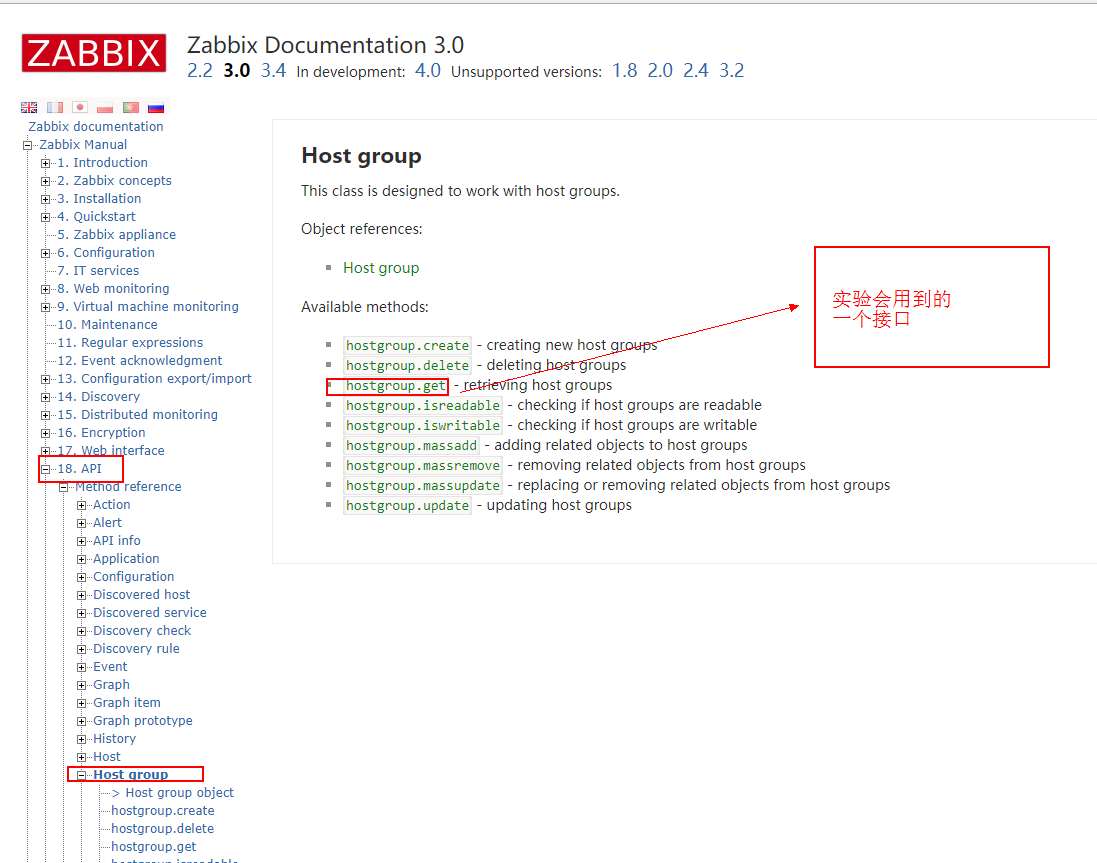 ZABBIX
Zabbix Documentation 3.0
2.2 3.0 3.4 In development: 4.0 Unsupported versions: 1.8 2.0 2.4 3.2
Zabbix documentation
Zabbix Manual
1. Introduction
2. Zabbix concepts
3. Installation
4. Quickstart
5. Zabbix appliance
6. Configuration
7. IT services
8. Web monitoring
9. Virtual machine monitoring
10. Maintenance
11. Regular expressions
12. Event acknowledgment
13. Configuration export/import
14. Discovery
15. Distributed monitoring
16. Encryption
17. Web interface
18. API
Method reference
Action
Alert
API info
Application
Configuration
Discovered host
Discovered service
Discovery check
Discovery rule
Event
Graph
Graph item
Graph prototype
History
Host
Host group
> Host group object
hostgroup.create
hostgroup.delete
hostgroup.get
hostgroup.isreadable
Host group
This class is designed to work with host groups.
Object references:
Host group
Available methods:
hostgroup.create - creating new host groups
hostgroup.delete - deleting host groups
hostgroup.get - retrieving host groups
hostgroup.isreadable - checking if host groups are readable
hostgroup.iswritable - checking if host groups are writable
hostgroup.massadd - adding related objects to host groups
hostgroup.massremove - removing related objects from host groups
hostgroup.massupdate - replacing or removing related objects from host groups
hostgroup.update - updating host groups
实验会用到的
一个接口